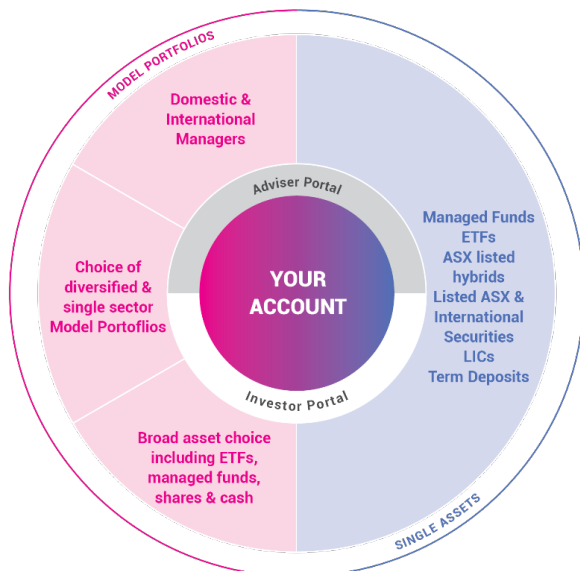 MODEL PORTFOLIOS
Domestic &
International
Managers
Adviser Portal
Choice of
diversified &
single sector
Model Portoflios
YOUR
ACCOUNT
Managed Funds
ETFs
ASX listed
hybrids
Listed ASX &
International
Securities
LICs
Term Deposits
Investor Portal
Broad asset choice
including ETFs,
managed funds,
shares & cash
SINGLE ASSETS